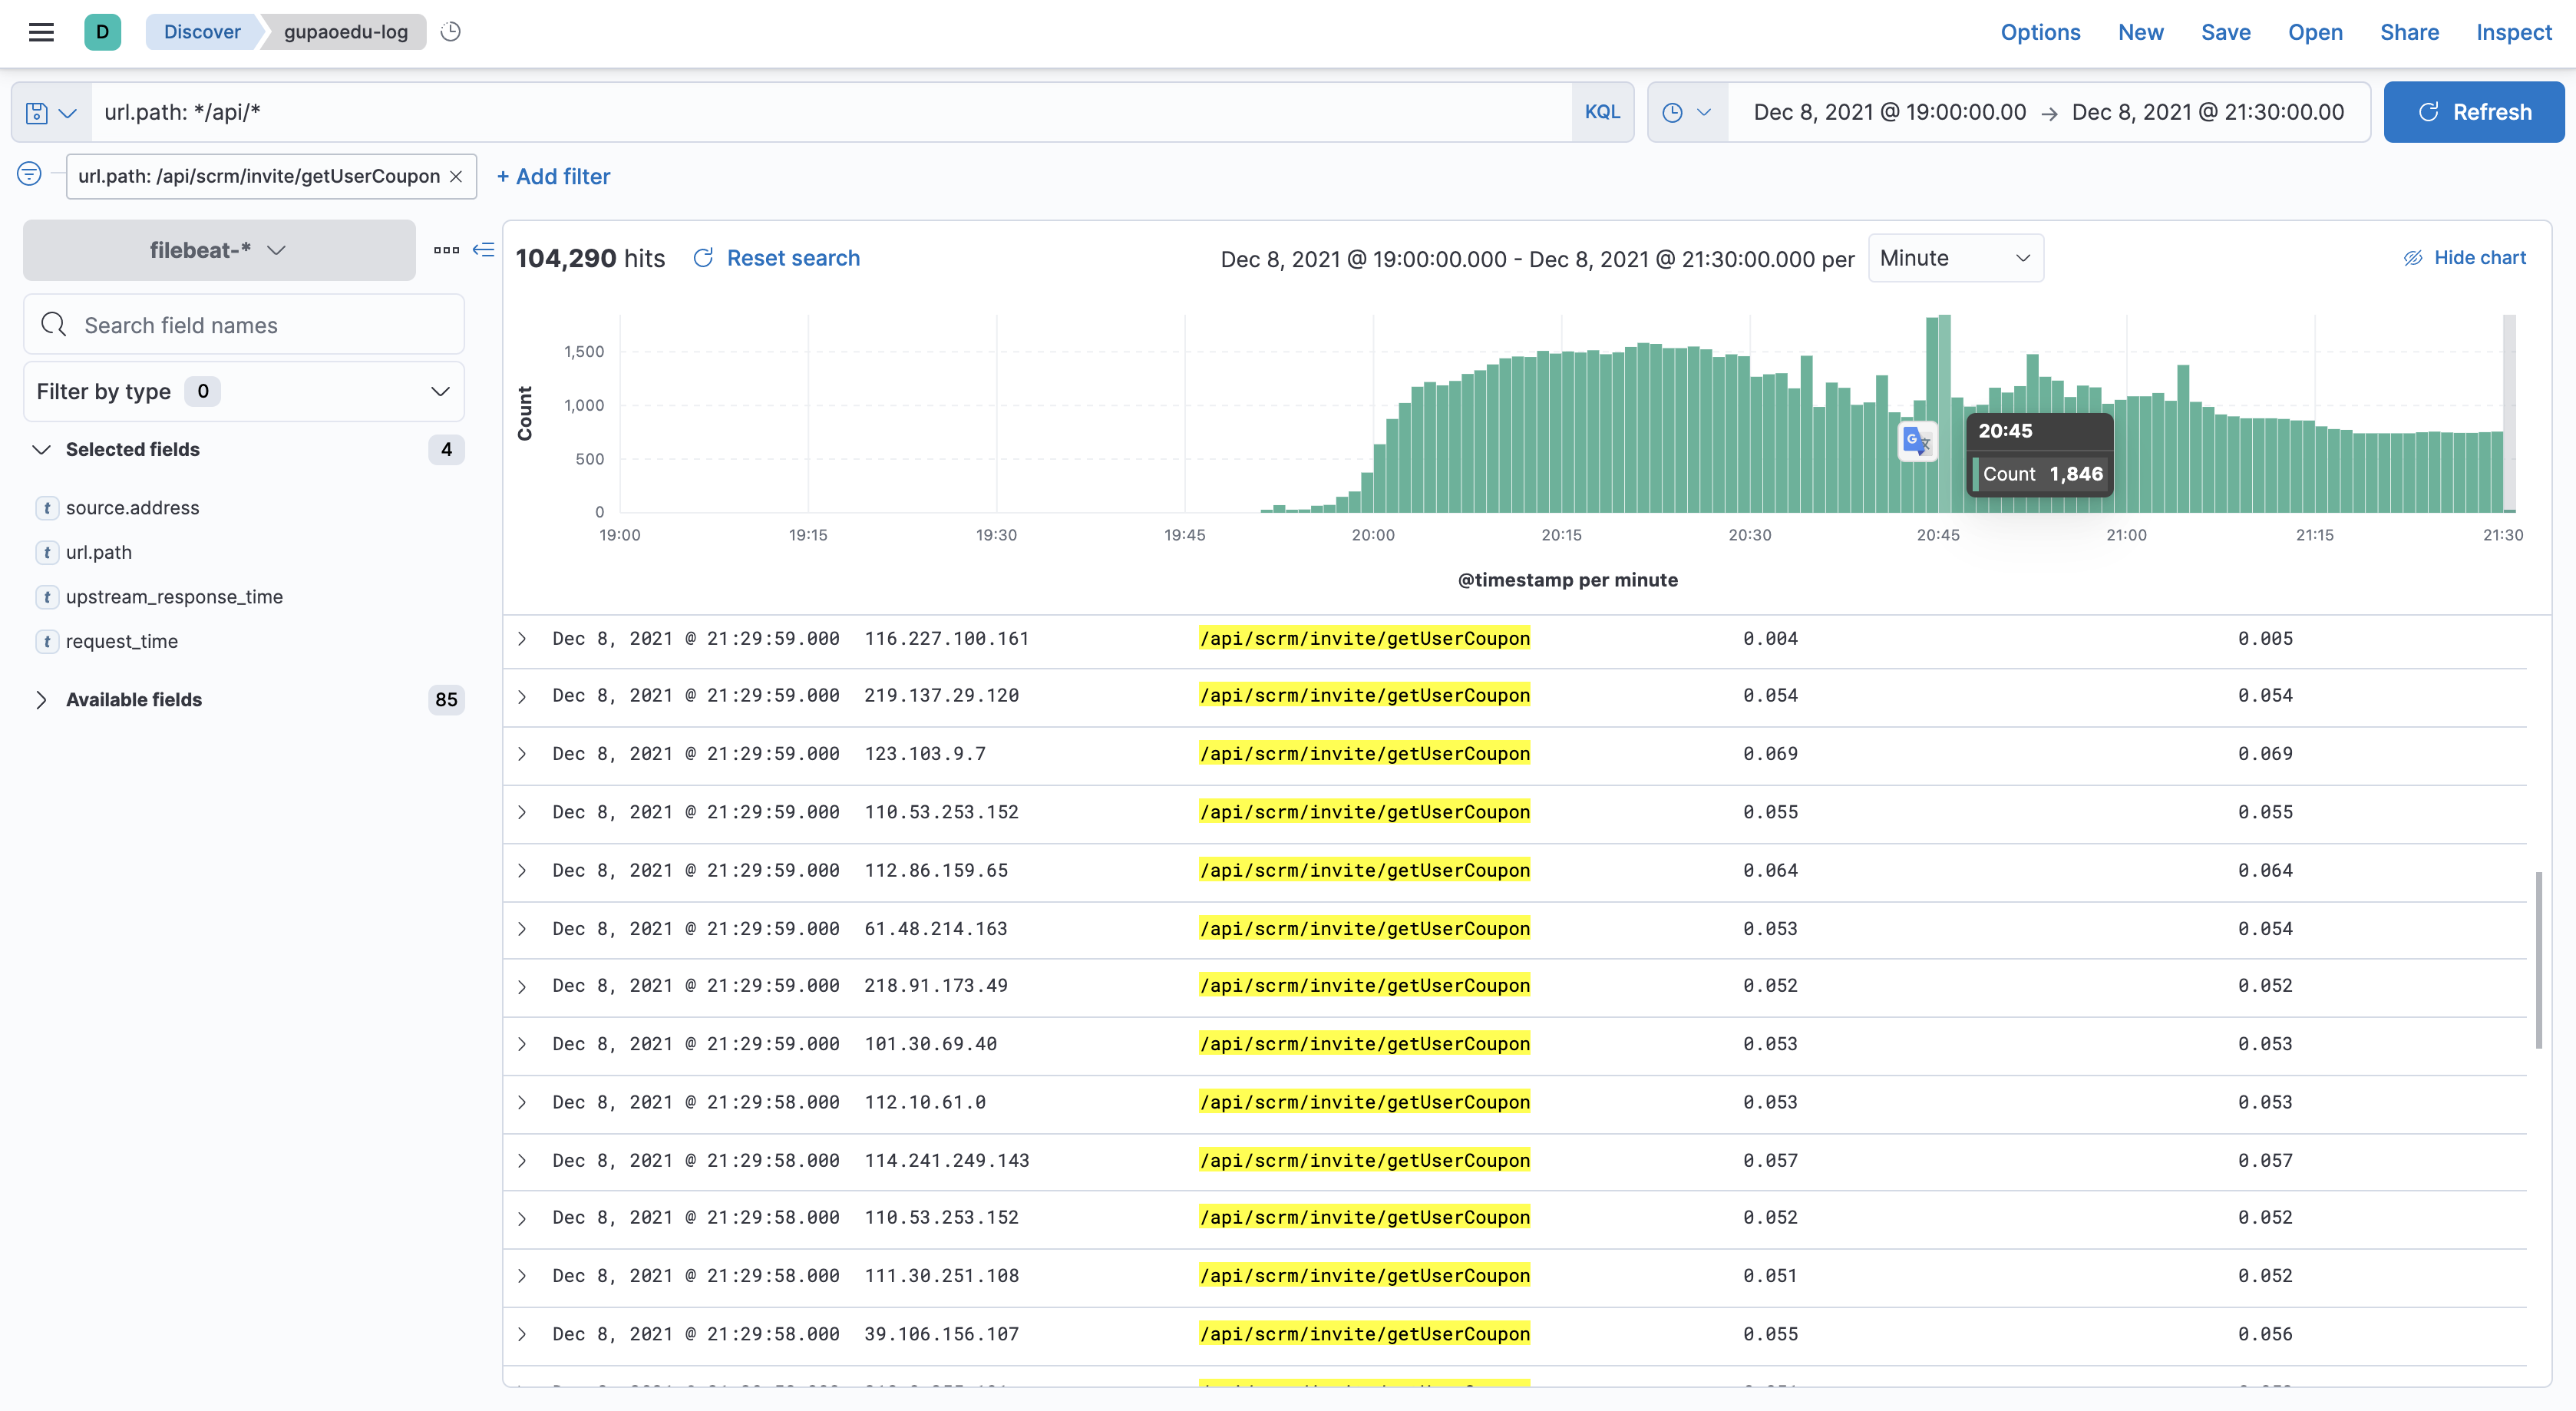 D Discover gupaoedu-log Options New Save Open Share Inspect
url.path: */api/* KQL Dec 8, 2021 @ 19:00:00.00 → Dec 8, 2021 @ 21:30:00.00 Refresh
url.path: /api/scrm/invite/getUserCoupon × + Add filter
filebeat-*
Search field names
Filter by type 0
Selected fields 4
t source.address
t url.path
t upstream_response_time
t request_time
Available fields 85
104,290 hits Reset search Dec 8, 2021 @ 19:00:00.000 - Dec 8, 2021 @ 21:30:00.000 per Minute Hide chart
Count
1,500
1,000
500
0
20:45
Count 1,846
19:00 19:15 19:30 19:45 20:00 20:15 20:30 20:45 21:00 21:15 21:30
@timestamp per minute
Dec 8, 2021 @ 21:29:59.000 116.227.100.161 /api/scrm/invite/getUserCoupon 0.004 0.005
Dec 8, 2021 @ 21:29:59.000 219.137.29.120 /api/scrm/invite/getUserCoupon 0.054 0.054
Dec 8, 2021 @ 21:29:59.000 123.103.9.7 /api/scrm/invite/getUserCoupon 0.069 0.069
Dec 8, 2021 @ 21:29:59.000 110.53.253.152 /api/scrm/invite/getUserCoupon 0.055 0.055
Dec 8, 2021 @ 21:29:59.000 112.86.159.65 /api/scrm/invite/getUserCoupon 0.064 0.064
Dec 8, 2021 @ 21:29:59.000 61.48.214.163 /api/scrm/invite/getUserCoupon 0.053 0.054
Dec 8, 2021 @ 21:29:59.000 218.91.173.49 /api/scrm/invite/getUserCoupon 0.052 0.052
Dec 8, 2021 @ 21:29:59.000 101.30.69.40 /api/scrm/invite/getUserCoupon 0.053 0.053
Dec 8, 2021 @ 21:29:58.000 112.10.61.0 /api/scrm/invite/getUserCoupon 0.053 0.053
Dec 8, 2021 @ 21:29:58.000 114.241.249.143 /api/scrm/invite/getUserCoupon 0.057 0.057
Dec 8, 2021 @ 21:29:58.000 110.53.253.152 /api/scrm/invite/getUserCoupon 0.052 0.052
Dec 8, 2021 @ 21:29:58.000 111.30.251.108 /api/scrm/invite/getUserCoupon 0.051 0.052
Dec 8, 2021 @ 21:29:58.000 39.106.156.107 /api/scrm/invite/getUserCoupon 0.055 0.056